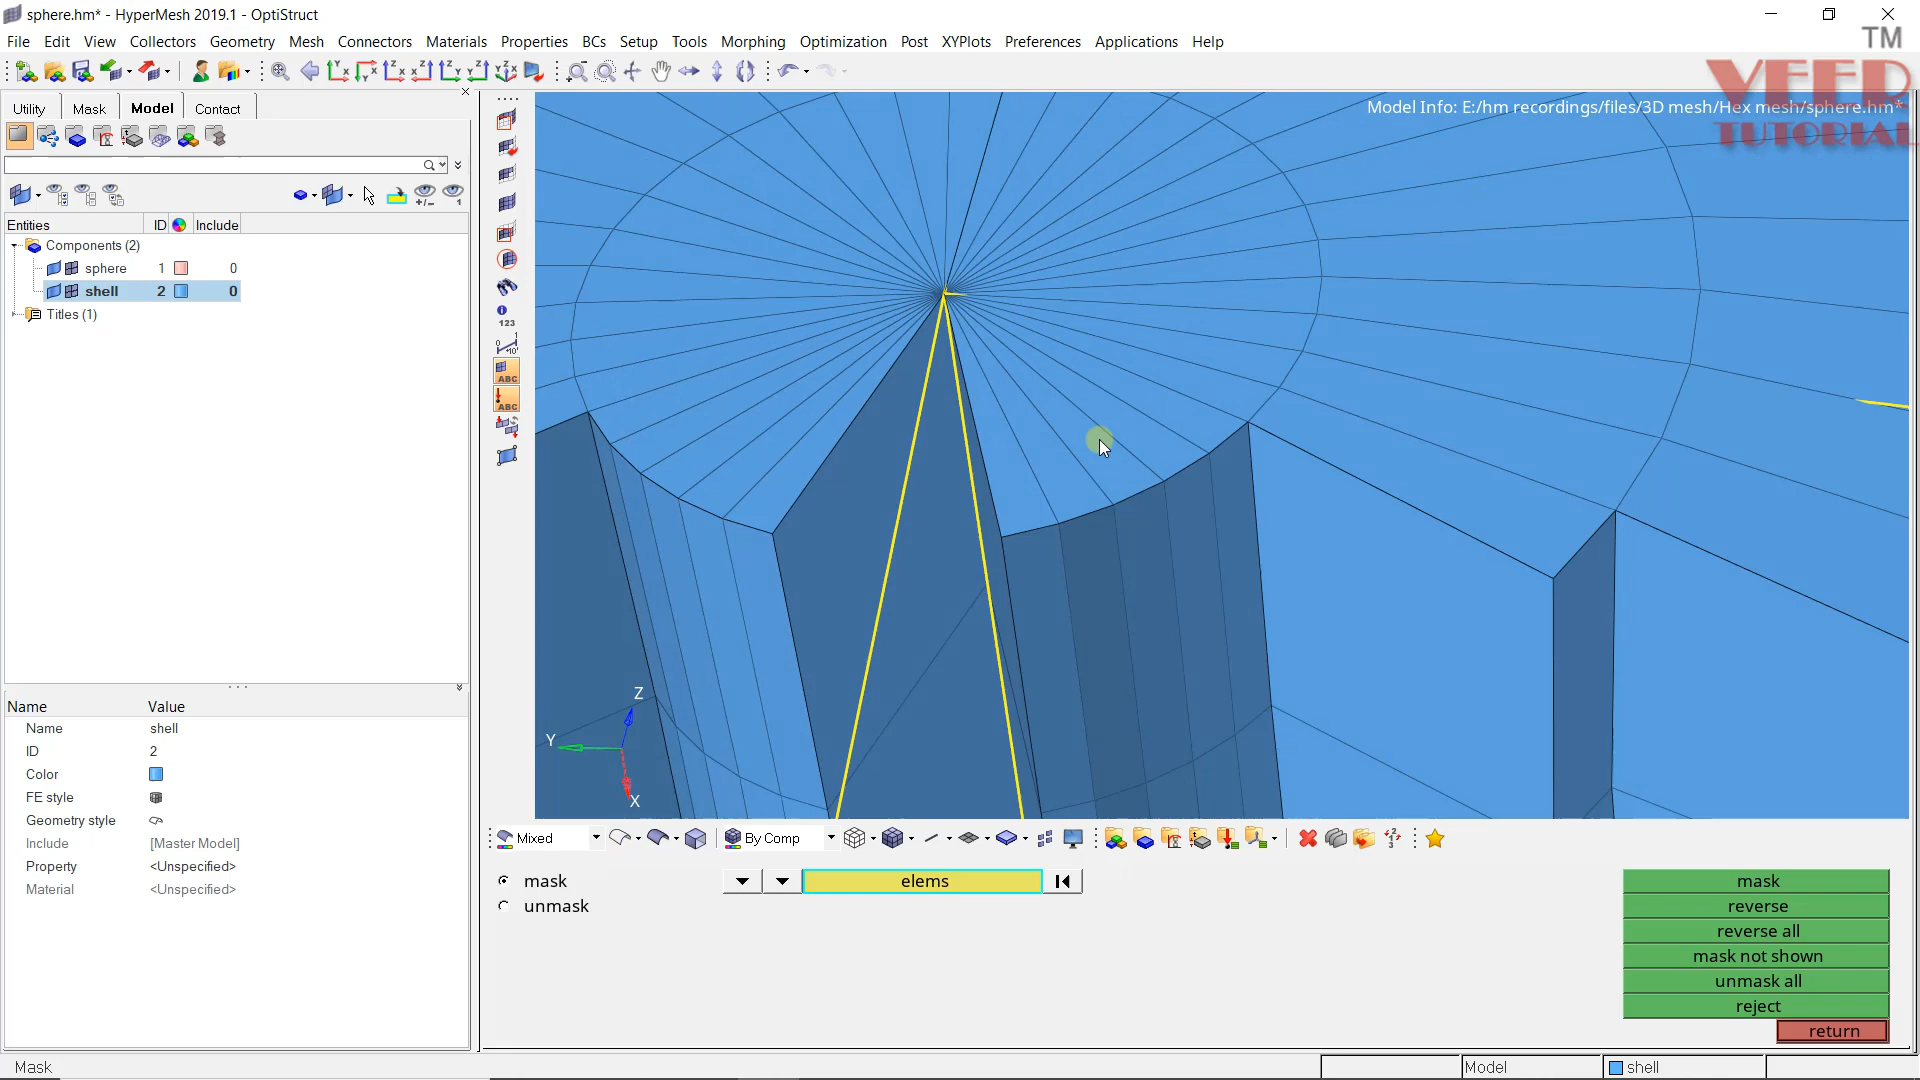 sphere.hm* - HyperMesh 2019.1 - OptiStruct
File Edit View Collectors Geometry Mesh Connectors Materials Properties BCs Setup Tools Morphing Optimization Post XYPlots Preferences Applications Help
TM
VEER
TUTORIAL
Utility Mask Model Contact
Model Info: E:/hm recordings/files/3D mesh/Hex mesh/sphere.hm*
Entities ID Include
Components (2)
sphere 1 0
shell 2 0
Titles (1)
123
ABC
ABC
Name Value
Name shell
ID 2
Color
FE style
Geometry style
Include [Master Model]
Property <Unspecified>
Material <Unspecified>
Z
Y
X
Mixed By Comp
mask elems
unmask
mask
reverse
reverse all
mask not shown
unmask all
reject
return
Mask Model shell